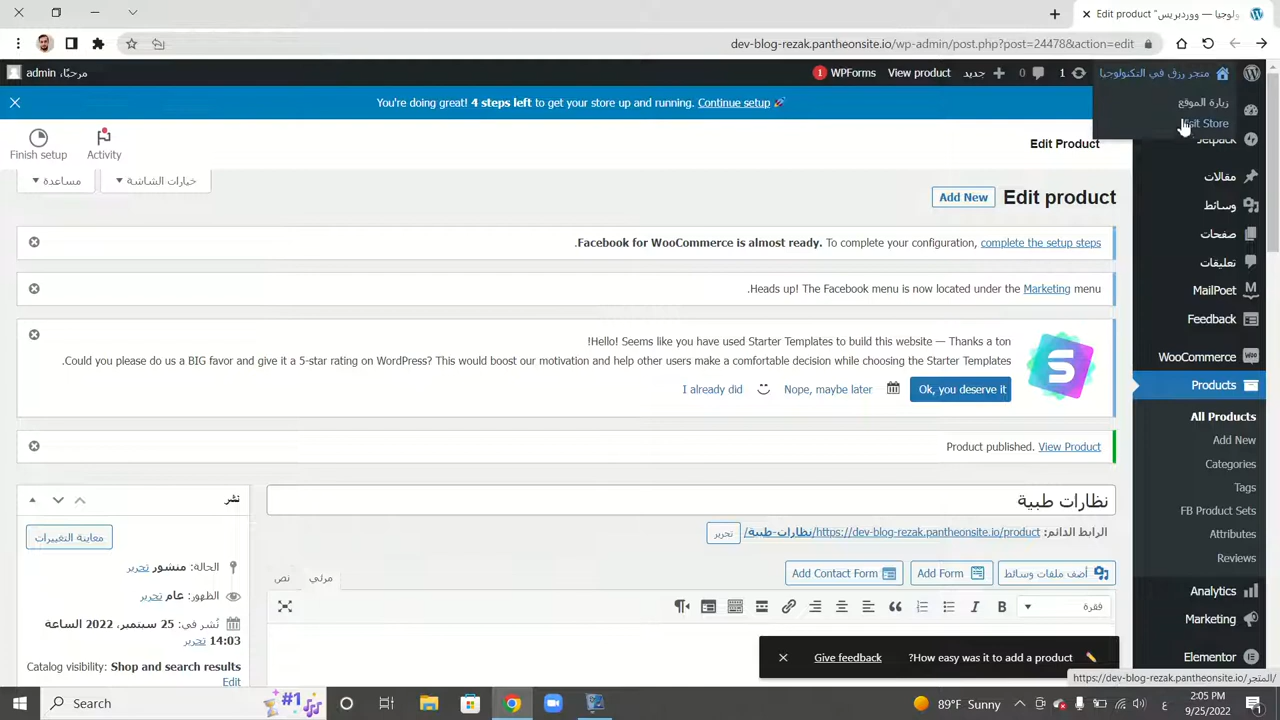 Edit product" ‹ متجر رزق في التكنولوجيا — ووردبريس
dev-blog-rezak.pantheonsite.io/wp-admin/post.php?post=24478&action=edit
متجر رزق في التكنولوجيا
1
0
جديد
View product
WPForms 1
مرحبًا، admin
زيارة الموقع
Visit Store
You're doing great! 4 steps left to get your store up and running. Continue setup 🚀
Edit Product
Activity
Finish setup
خيارات الشاشة
مساعدة
Edit product
Add New
Facebook for WooCommerce is almost ready. To complete your configuration, complete the setup steps.
Heads up! The Facebook menu is now located under the Marketing menu.
Hello! Seems like you have used Starter Templates to build this website — Thanks a ton!
Could you please do us a BIG favor and give it a 5-star rating on WordPress? This would boost our motivation and help other users make a comfortable decision while choosing the Starter Templates.
Ok, you deserve it
Nope, maybe later
I already did
Product published. View Product
نظارات طبية
الرابط الدائم: https://dev-blog-rezak.pantheonsite.io/product/نظارات-طبية/
تحرير
أضف ملفات وسائط
Add Form
Add Contact Form
مرئي
نص
فقرة
B I
نشر
معاينة التغييرات
الحالة: منشور تحرير
الظهور: عام تحرير
نُشر في: 25 سبتمبر، 2022 الساعة
14:03 تحرير
Catalog visibility: Shop and search results
Edit
How easy was it to add a product?
Give feedback
Jetpack
مقالات
وسائط
صفحات
تعليقات
MailPoet
Feedback
WooCommerce
Products
All Products
Add New
Categories
Tags
FB Product Sets
Attributes
Reviews
Analytics
Marketing
Elementor
https://dev-blog-rezak.pantheonsite.io/المتجر/
Search
#1
89°F Sunny
ع
2:05 PM
9/25/2022
1